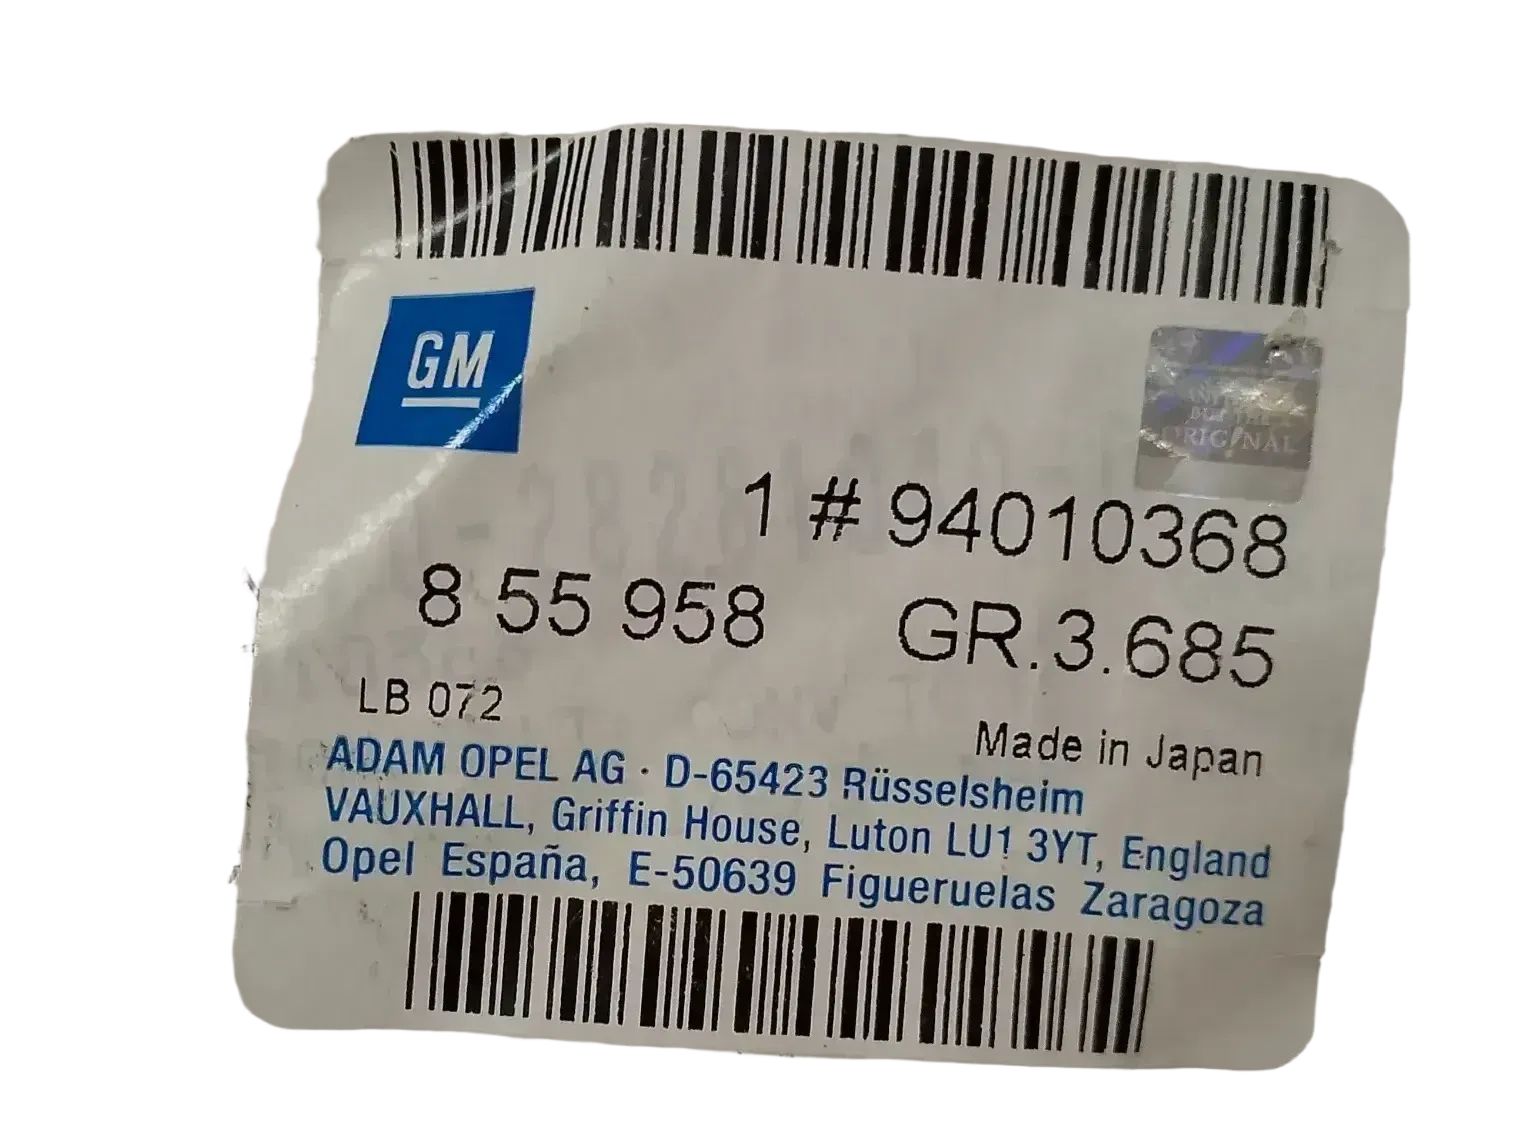 GM
ORIGINAL
1 # 94010368
8 55 958 GR.3.685
LB 072
Made in Japan
ADAM OPEL AG · D-65423 Rüsselsheim
VAUXHALL, Griffin House, Luton LU1 3YT, England
Opel España, E-50639 Figueruelas Zaragoza